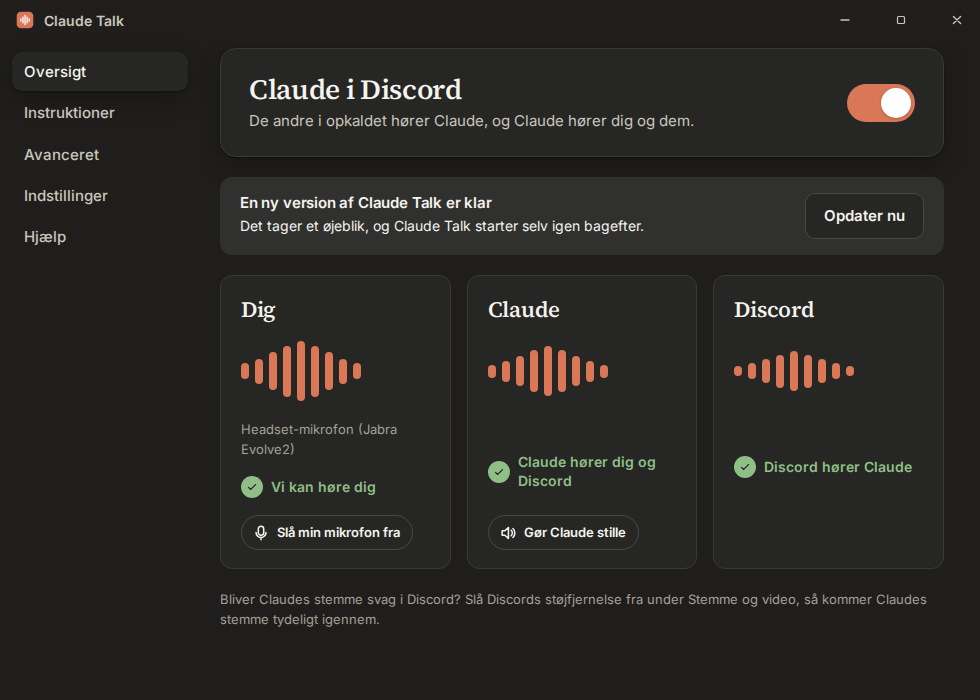 Claude Talk
Oversigt
Instruktioner
Avanceret
Indstillinger
Hjælp
Claude i Discord
De andre i opkaldet hører Claude, og Claude hører dig og dem.
En ny version af Claude Talk er klar
Det tager et øjeblik, og Claude Talk starter selv igen bagefter.
Opdater nu
Dig
Headset-mikrofon (Jabra
Evolve2)
Vi kan høre dig
Slå min mikrofon fra
Claude
Claude hører dig og
Discord
Gør Claude stille
Discord
Discord hører Claude
Bliver Claudes stemme svag i Discord? Slå Discords støjfjernelse fra under Stemme og video, så kommer Claudes
stemme tydeligt igennem.